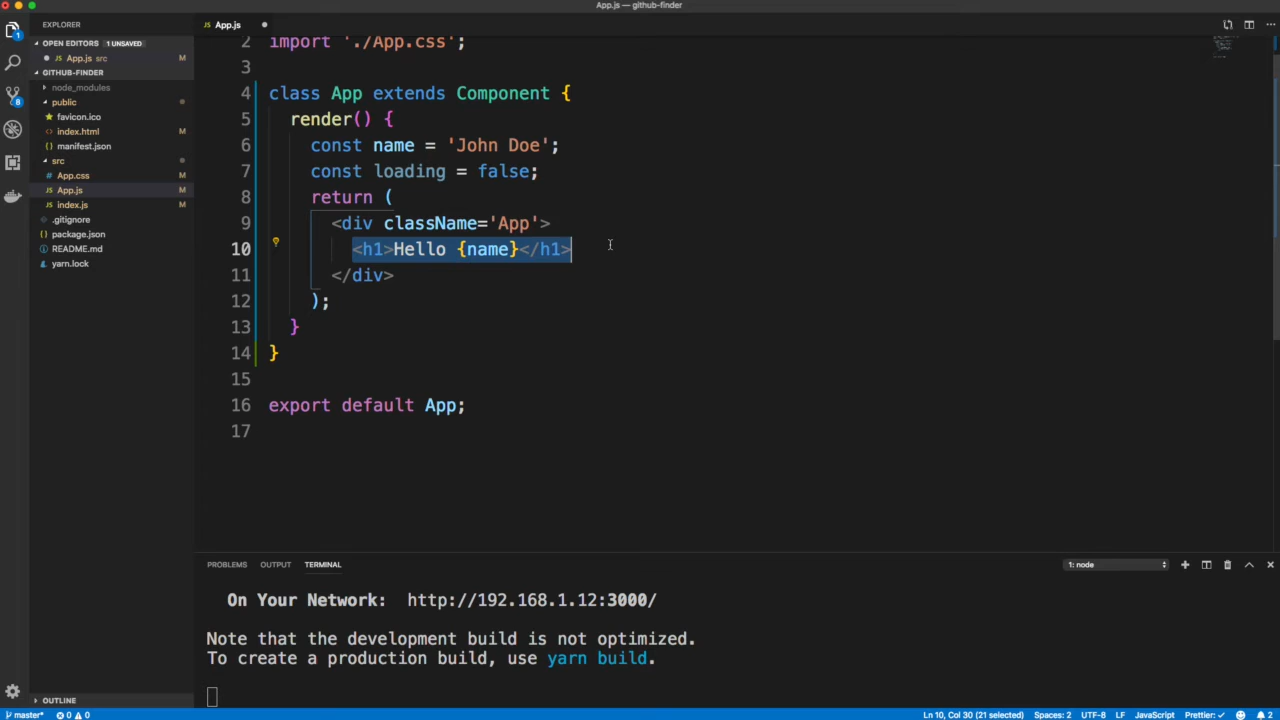 App.js — github-finder
EXPLORER
App.js
OPEN EDITORS 1 UNSAVED
App.js src M
GITHUB-FINDER
node_modules
public
favicon.ico
index.html M
manifest.json
src
App.css M
App.js M
index.js M
.gitignore
package.json
README.md
yarn.lock
OUTLINE
1
8
2 import './App.css';
3
4 class App extends Component {
5 render() {
6 const name = 'John Doe';
7 const loading = false;
8 return (
9 <div className='App'>
10 <h1>Hello {name}</h1>
11 </div>
12 );
13 }
14 }
15
16 export default App;
17
PROBLEMS OUTPUT TERMINAL 1: node
On Your Network: http://192.168.1.12:3000/
Note that the development build is not optimized.
To create a production build, use yarn build.
master* 0 0 Ln 10, Col 30 (21 selected) Spaces: 2 UTF-8 LF JavaScript Prettier: ✓ 2